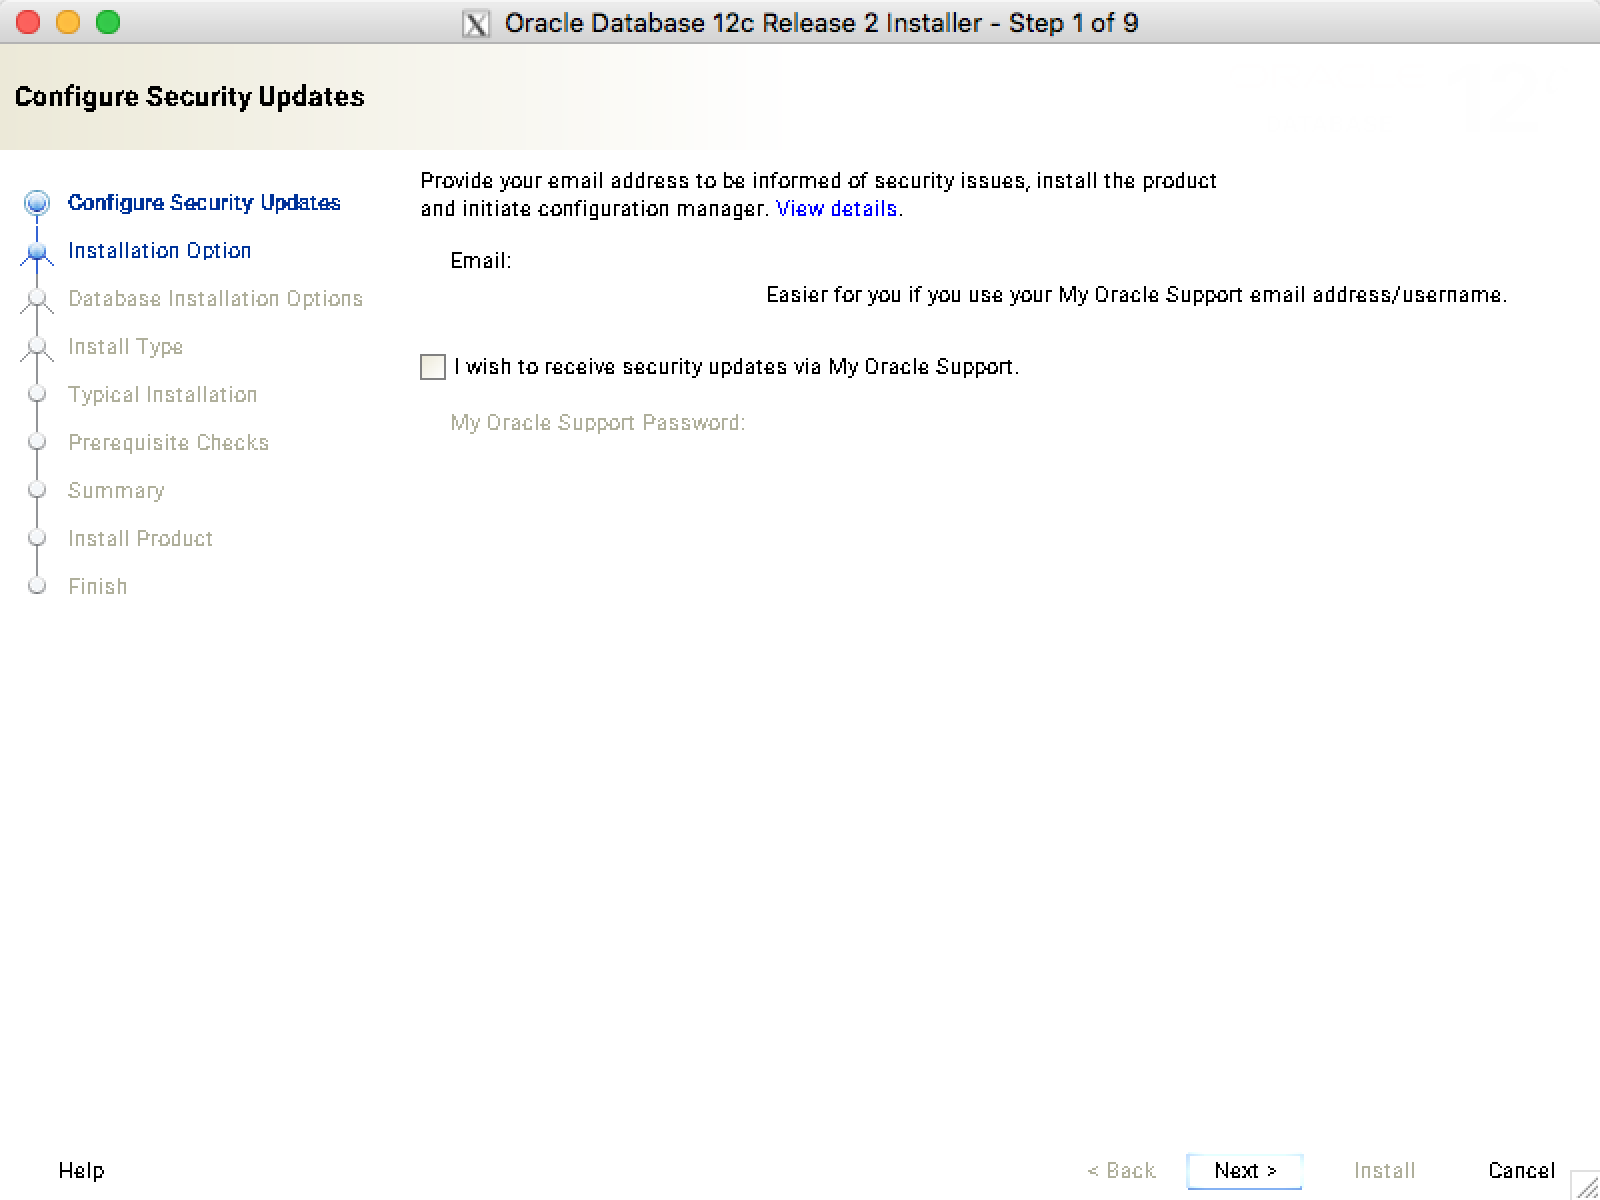 Oracle Database 12c Release 2 Installer - Step 1 of 9
Configure Security Updates
Configure Security Updates
Installation Option
Database Installation Options
Install Type
Typical Installation
Prerequisite Checks
Summary
Install Product
Finish
Provide your email address to be informed of security issues, install the product
and initiate configuration manager. View details.
Email:
Easier for you if you use your My Oracle Support email address/username.
I wish to receive security updates via My Oracle Support.
My Oracle Support Password:
Help
< Back
Next >
Install
Cancel